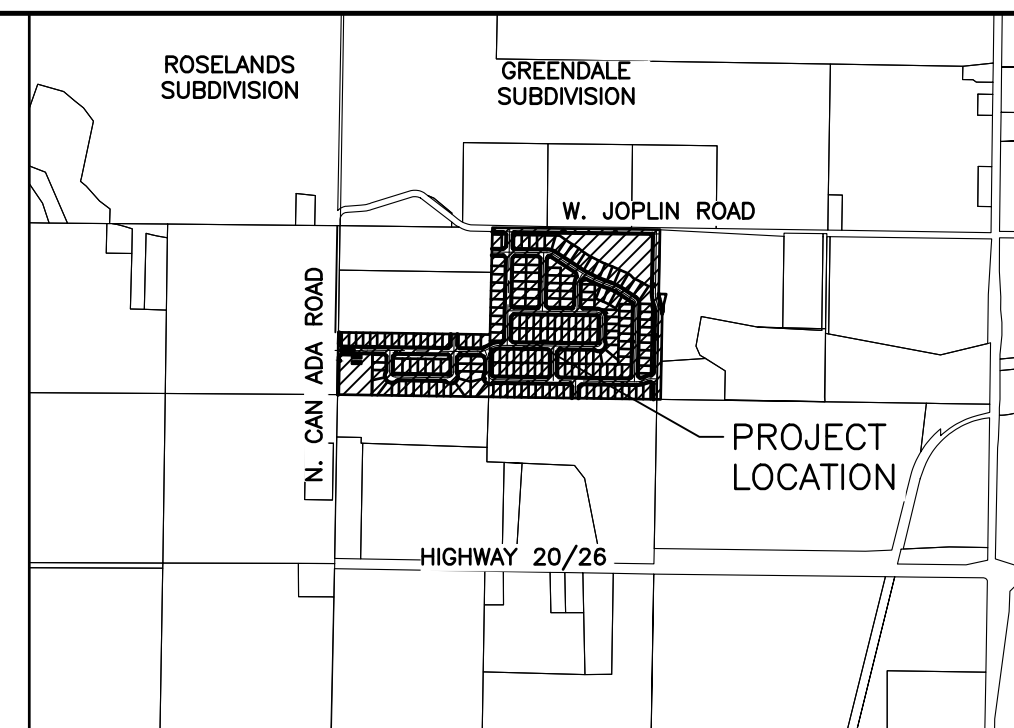 ROSELANDS
SUBDIVISION
GREENDALE
SUBDIVISION
W. JOPLIN ROAD
N. CAN ADA ROAD
PROJECT
LOCATION
HIGHWAY 20/26